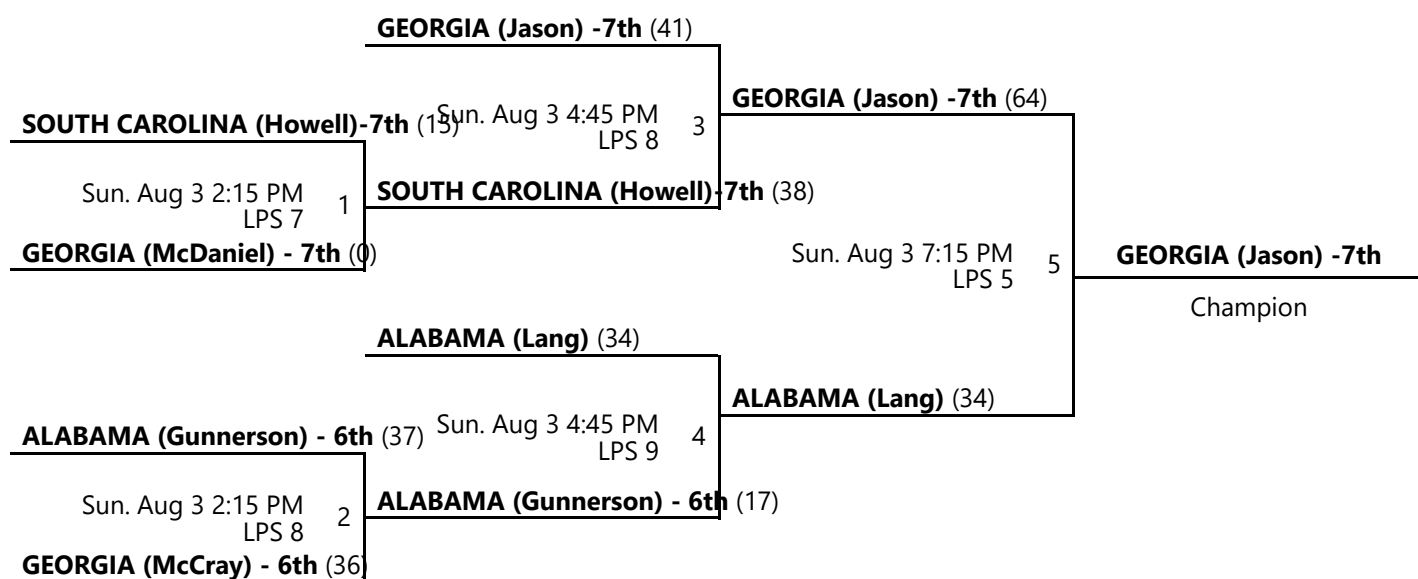 GEORGIA (Jason) -7th (41)
GEORGIA (Jason) -7th (64)
Sun. Aug 3 4:45 PM
LPS 8
3
SOUTH CAROLINA (Howell)-7th (15)
Sun. Aug 3 2:15 PM
LPS 7
1
SOUTH CAROLINA (Howell)-7th (38)
GEORGIA (McDaniel) - 7th (0)
Sun. Aug 3 7:15 PM
LPS 5
5
GEORGIA (Jason) -7th
Champion
ALABAMA (Lang) (34)
ALABAMA (Lang) (34)
Sun. Aug 3 4:45 PM
LPS 9
4
ALABAMA (Gunnerson) - 6th (37)
Sun. Aug 3 2:15 PM
LPS 8
2
ALABAMA (Gunnerson) - 6th (17)
GEORGIA (McCray) - 6th (36)